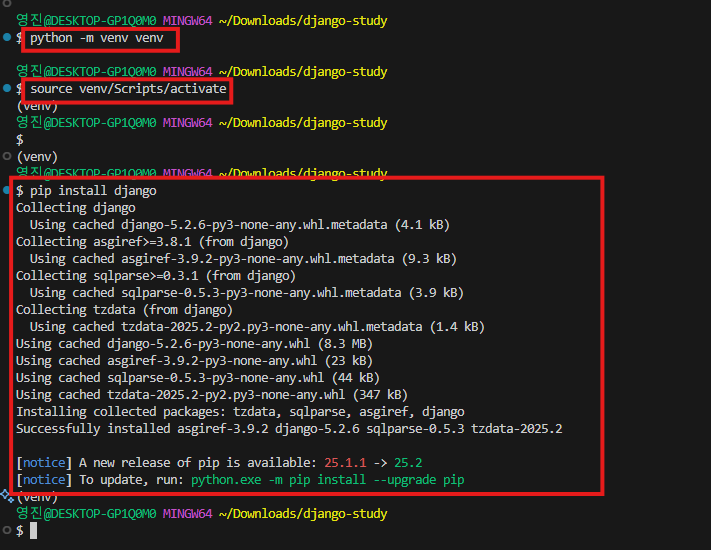 영진@DESKTOP-GP1Q0M0 MINGW64 ~/Downloads/django-study
$ python -m venv venv
영진@DESKTOP-GP1Q0M0 MINGW64 ~/Downloads/django-study
$ source venv/Scripts/activate
(venv)
영진@DESKTOP-GP1Q0M0 MINGW64 ~/Downloads/django-study
$
(venv)
영진@DESKTOP-GP1Q0M0 MINGW64 ~/Downloads/django-study
$ pip install django
Collecting django
  Using cached django-5.2.6-py3-none-any.whl.metadata (4.1 kB)
Collecting asgiref>=3.8.1 (from django)
  Using cached asgiref-3.9.2-py3-none-any.whl.metadata (9.3 kB)
Collecting sqlparse>=0.3.1 (from django)
  Using cached sqlparse-0.5.3-py3-none-any.whl.metadata (3.9 kB)
Collecting tzdata (from django)
  Using cached tzdata-2025.2-py2.py3-none-any.whl.metadata (1.4 kB)
Using cached django-5.2.6-py3-none-any.whl (8.3 MB)
Using cached asgiref-3.9.2-py3-none-any.whl (23 kB)
Using cached sqlparse-0.5.3-py3-none-any.whl (44 kB)
Using cached tzdata-2025.2-py2.py3-none-any.whl (347 kB)
Installing collected packages: tzdata, sqlparse, asgiref, django
Successfully installed asgiref-3.9.2 django-5.2.6 sqlparse-0.5.3 tzdata-2025.2
[notice] A new release of pip is available: 25.1.1 -> 25.2
[notice] To update, run: python.exe -m pip install --upgrade pip
(venv)
영진@DESKTOP-GP1Q0M0 MINGW64 ~/Downloads/django-study
$